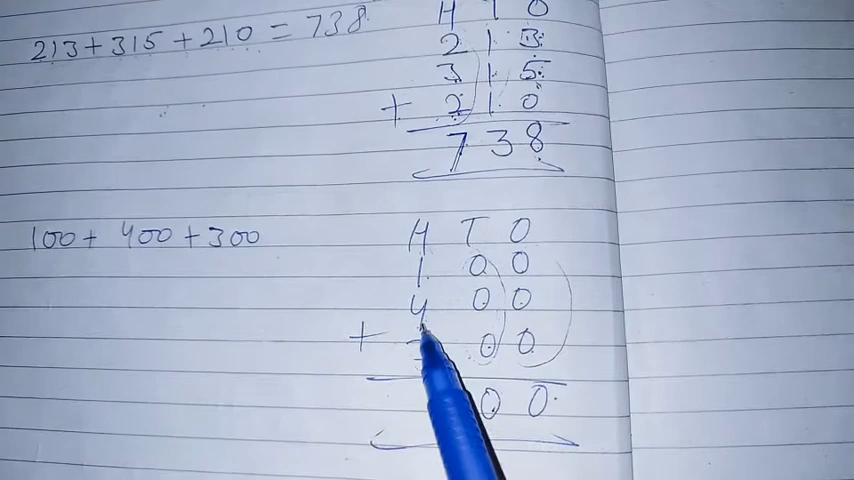 213+315+210 = 738
H T O
2 1 3
3 1 5
+ 2 1 0
7 3 8
100+ 400 +300
H T O
1 0 0
4 0 0
+ 0 0
0 0